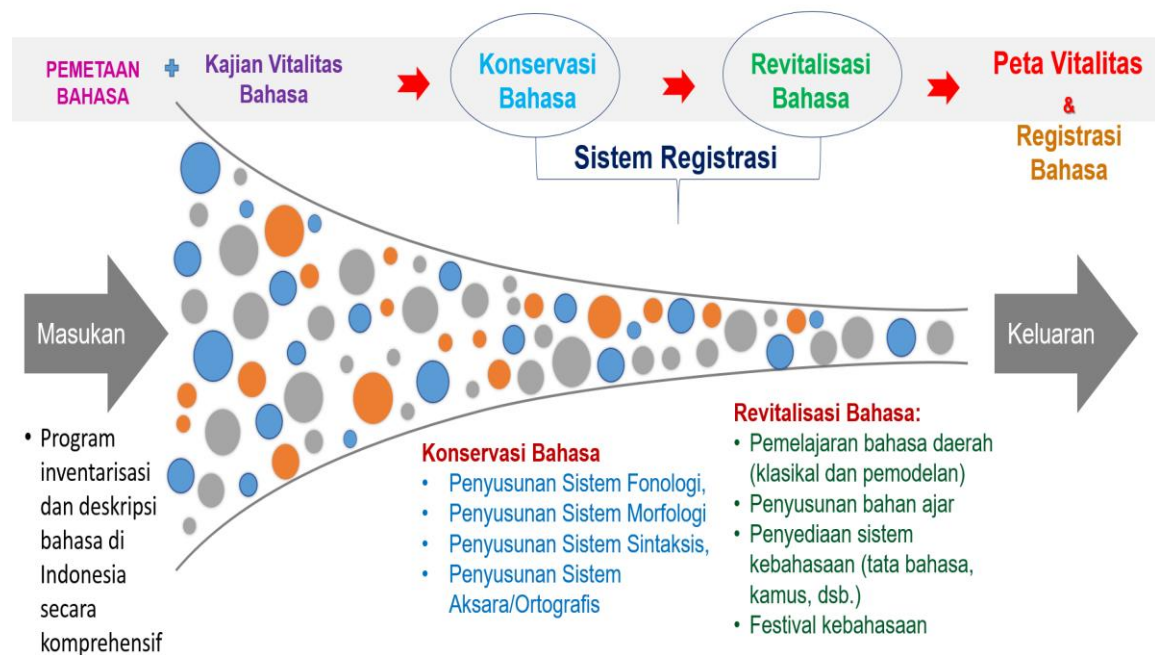 PEMETAAN
BAHASA
+
Kajian Vitalitas
Bahasa
Konservasi
Bahasa
Revitalisasi
Bahasa
Peta Vitalitas
&
Registrasi
Bahasa
Sistem Registrasi
Masukan
Keluaran
• Program
inventarisasi
dan deskripsi
bahasa di
Indonesia
secara
komprehensif
Konservasi Bahasa
• Penyusunan Sistem Fonologi,
• Penyusunan Sistem Morfologi
• Penyusunan Sistem Sintaksis,
• Penyusunan Sistem
Aksara/Ortografis
Revitalisasi Bahasa:
• Pemelajaran bahasa daerah
(klasikal dan pemodelan)
• Penyusunan bahan ajar
• Penyediaan sistem
kebahasaan (tata bahasa,
kamus, dsb.)
• Festival kebahasaan